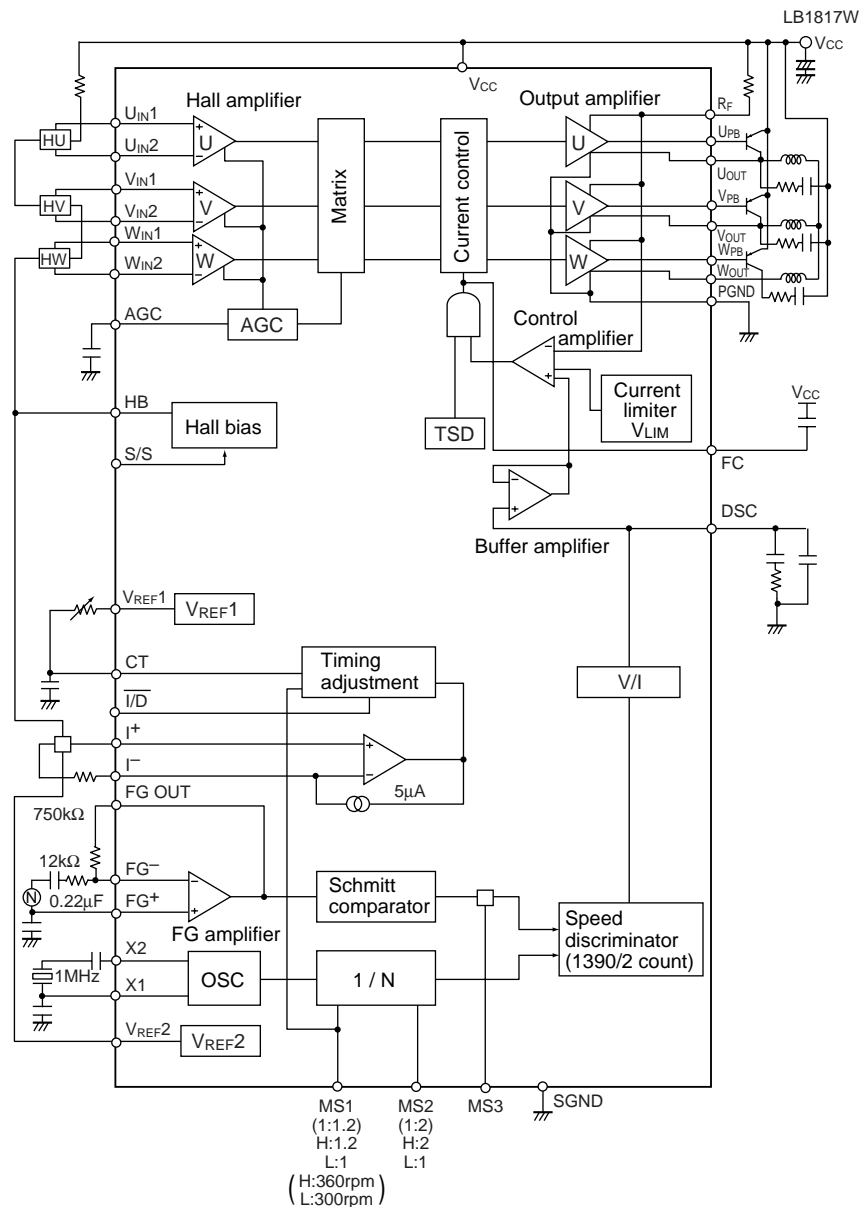 LB1817W
VCC
VCC
Hall amplifier
Output amplifier
RF
UIN1
UIN2
HU
+
−
U
U
UPB
UOUT
VIN1
VIN2
HV
+
−
V
V
VPB
VOUT
WIN1
WIN2
HW
+
−
W
W
WPB
WOUT
Matrix
Current control
PGND
AGC
AGC
Control
amplifier
−
+
Current
limiter
VLIM
TSD
VCC
FC
HB
Hall bias
S/S
−
+
Buffer amplifier
DSC
VREF1
VREF1
CT
Timing
adjustment
V/I
I/D
I+
I−
+
−
5µA
FG OUT
750kΩ
12kΩ
FG−
N
0.22µF
FG+
−
+
FG amplifier
Schmitt
comparator
Speed
discriminator
(1390/2 count)
X2
1MHz
X1
OSC
1 / N
VREF2
VREF2
MS1
(1:1.2)
H:1.2
L:1
(H:360rpm
L:300rpm)
MS2
(1:2)
H:2
L:1
MS3
SGND